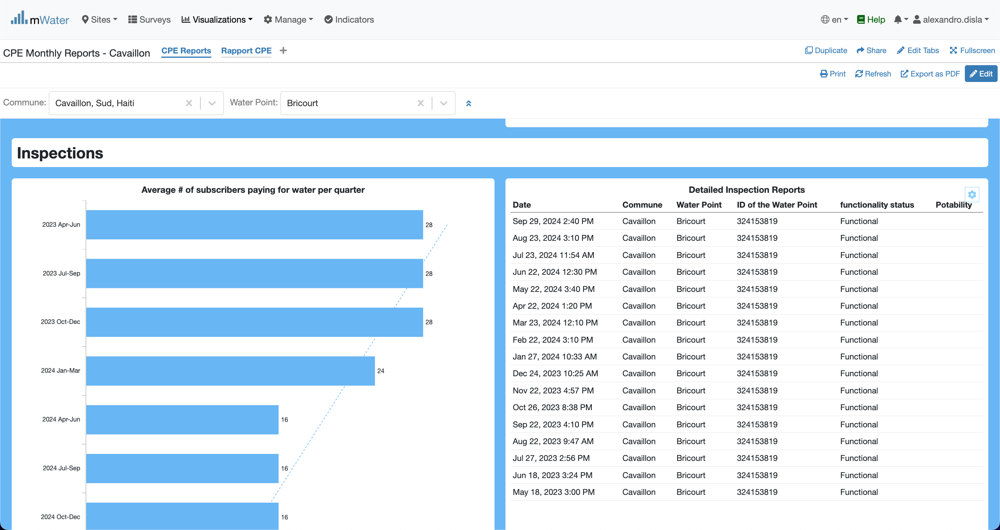 mWater Sites Surveys Visualizations Manage Indicators en Help alexandro.disla
CPE Monthly Reports - Cavaillon CPE Reports Rapport CPE + Duplicate Share Edit Tabs Fullscreen
Print Refresh Export as PDF Edit
Commune: Cavaillon, Sud, Haiti Water Point: Bricourt
Inspections
Average # of subscribers paying for water per quarter
2023 Apr-Jun 28
2023 Jul-Sep 28
2023 Oct-Dec 28
2024 Jan-Mar 24
2024 Apr-Jun 16
2024 Jul-Sep 16
2024 Oct-Dec 16
Detailed Inspection Reports
Date Commune Water Point ID of the Water Point functionality status Potability
Sep 29, 2024 2:40 PM Cavaillon Bricourt 324153819 Functional
Aug 23, 2024 3:10 PM Cavaillon Bricourt 324153819 Functional
Jul 23, 2024 11:54 AM Cavaillon Bricourt 324153819 Functional
Jun 22, 2024 12:30 PM Cavaillon Bricourt 324153819 Functional
May 22, 2024 3:40 PM Cavaillon Bricourt 324153819 Functional
Apr 22, 2024 1:20 PM Cavaillon Bricourt 324153819 Functional
Mar 23, 2024 12:10 PM Cavaillon Bricourt 324153819 Functional
Feb 22, 2024 3:10 PM Cavaillon Bricourt 324153819 Functional
Jan 27, 2024 10:33 AM Cavaillon Bricourt 324153819 Functional
Dec 24, 2023 10:25 AM Cavaillon Bricourt 324153819 Functional
Nov 22, 2023 4:57 PM Cavaillon Bricourt 324153819 Functional
Oct 26, 2023 8:38 PM Cavaillon Bricourt 324153819 Functional
Sep 22, 2023 4:10 PM Cavaillon Bricourt 324153819 Functional
Aug 22, 2023 9:47 AM Cavaillon Bricourt 324153819 Functional
Jul 27, 2023 2:56 PM Cavaillon Bricourt 324153819 Functional
Jun 18, 2023 3:24 PM Cavaillon Bricourt 324153819 Functional
May 18, 2023 3:00 PM Cavaillon Bricourt 324153819 Functional